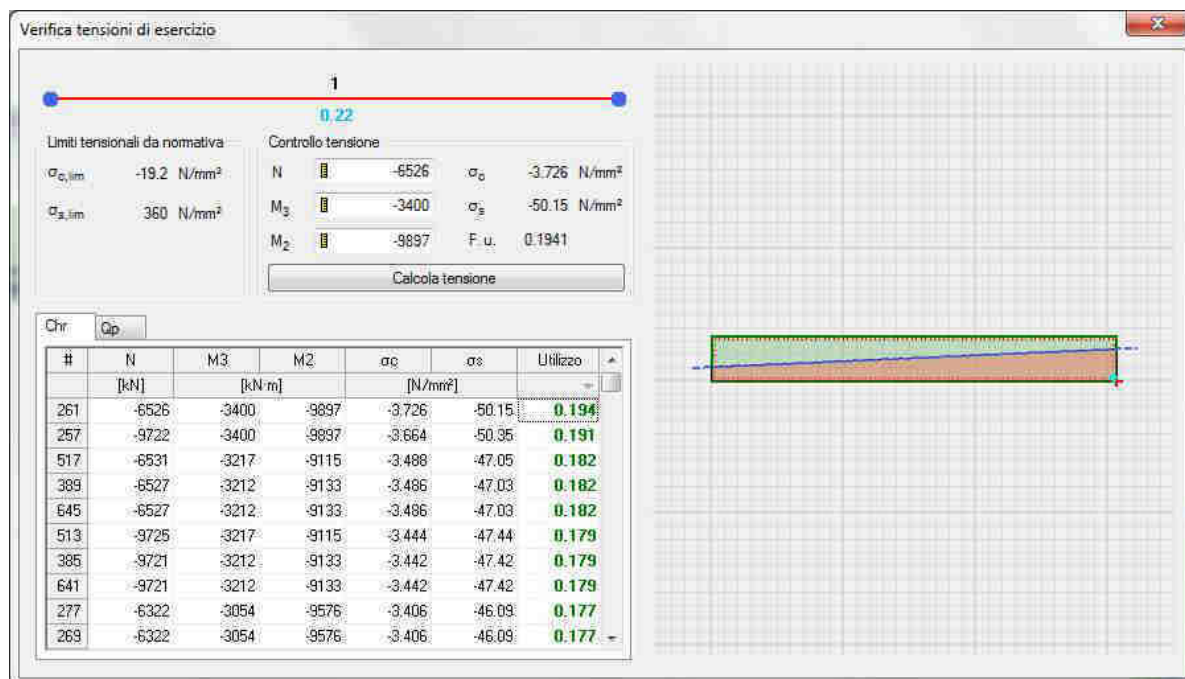 Verifica tensioni di esercizio
1
0.22
Limiti tensionali da normativa
σc,lim -19.2 N/mm²
σs,lim 360 N/mm²
Controllo tensione
N -6526 σc -3.726 N/mm²
M3 -3400 σs -50.15 N/mm²
M2 -9897 F. u. 0.1941
Calcola tensione
Chr Qp
# N M3 M2 σc σs Utilizzo
[kN] [kN·m] [N/mm²]
261 -6526 -3400 -9897 -3.726 -50.15 0.194
257 -9722 -3400 -9897 -3.664 -50.35 0.191
517 -6531 -3217 -9115 -3.488 -47.05 0.182
389 -6527 -3212 -9133 -3.486 -47.03 0.182
645 -6527 -3212 -9133 -3.486 -47.03 0.182
513 -9725 -3217 -9115 -3.444 -47.44 0.179
385 -9721 -3212 -9133 -3.442 -47.42 0.179
641 -9721 -3212 -9133 -3.442 -47.42 0.179
277 -6322 -3054 -9576 -3.406 -46.09 0.177
269 -6322 -3054 -9576 -3.406 -46.09 0.177